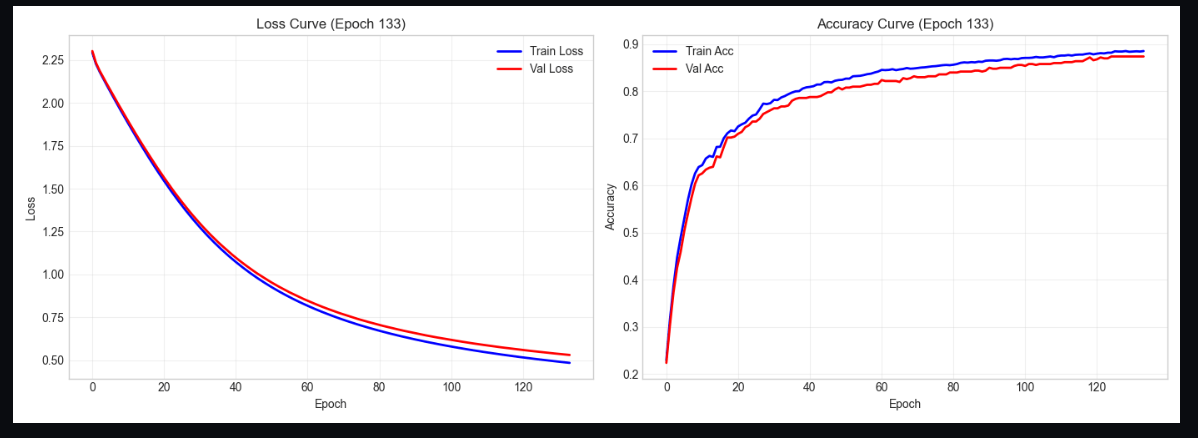 Loss Curve (Epoch 133)
Train Loss
Val Loss
2.25
2.00
1.75
1.50
1.25
1.00
0.75
0.50
Loss
0 20 40 60 80 100 120
Epoch
Accuracy Curve (Epoch 133)
Train Acc
Val Acc
0.9
0.8
0.7
0.6
0.5
0.4
0.3
0.2
Accuracy
0 20 40 60 80 100 120
Epoch